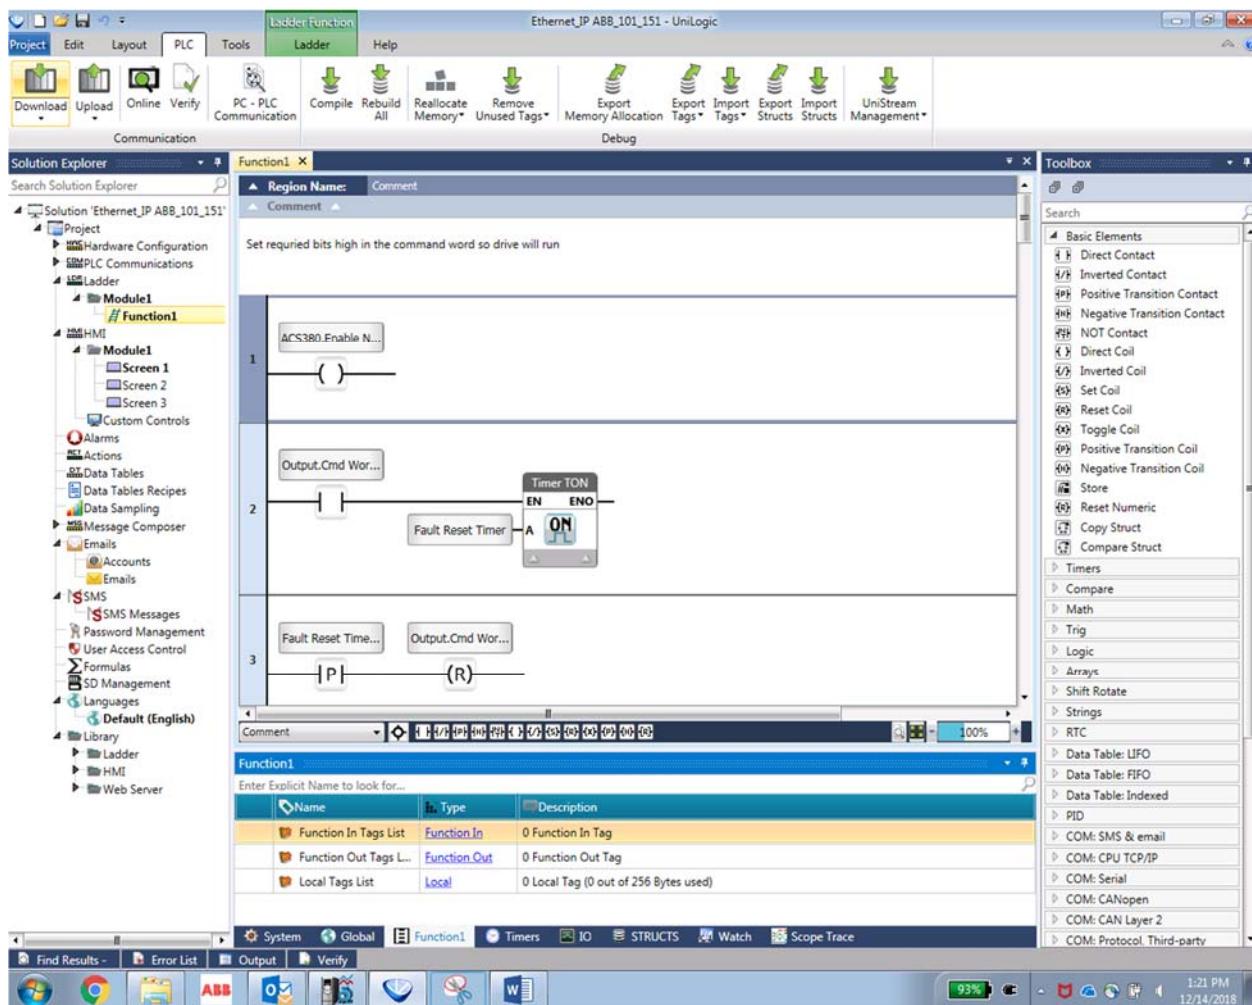 Ladder Function
Ethernet_IP ABB_101_151 - UniLogic
Project Edit Layout PLC Tools Ladder Help
Download Upload Online Verify PC - PLC Communication Compile Rebuild All Reallocate Memory Remove Unused Tags Export Memory Allocation Export Tags Import Tags Export Structs Import Structs UniStream Management
Communication Debug
Solution Explorer
Search Solution Explorer
Solution 'Ethernet_IP ABB_101_151'
Project
Hardware Configuration
PLC Communications
Ladder
Module1
Function1
HMI
Module1
Screen 1
Screen 2
Screen 3
Custom Controls
Alarms
Actions
Data Tables
Data Tables Recipes
Data Sampling
Message Composer
Emails
Accounts
Emails
SMS
SMS Messages
Password Management
User Access Control
Formulas
SD Management
Languages
Default (English)
Library
Ladder
HMI
Web Server
Function1
Region Name: Comment
Comment
Set requried bits high in the command word so drive will run
1
ACS380.Enable N...
( )
2
Output.Cmd Wor...
Timer TON
EN ENO
Fault Reset Timer A ON
3
Fault Reset Time... Output.Cmd Wor...
P (R)
Comment
100%
Function1
Enter Explicit Name to look for...
Name Type Description
Function In Tags List Function In 0 Function In Tag
Function Out Tags L... Function Out 0 Function Out Tag
Local Tags List Local 0 Local Tag (0 out of 256 Bytes used)
System Global Function1 Timers IO STRUCTS Watch Scope Trace
Toolbox
Search
Basic Elements
Direct Contact
Inverted Contact
Positive Transition Contact
Negative Transition Contact
NOT Contact
Direct Coil
Inverted Coil
Set Coil
Reset Coil
Toggle Coil
Positive Transition Coil
Negative Transition Coil
Store
Reset Numeric
Copy Struct
Compare Struct
Timers
Compare
Math
Trig
Logic
Arrays
Shift Rotate
Strings
RTC
Data Table: LIFO
Data Table: FIFO
Data Table: Indexed
PID
COM: SMS & email
COM: CPU TCP/IP
COM: Serial
COM: CANopen
COM: CAN Layer 2
COM: Protocol, Third-party
Find Results - Error List Output Verify
ABB
93%
1:21 PM
12/14/2018